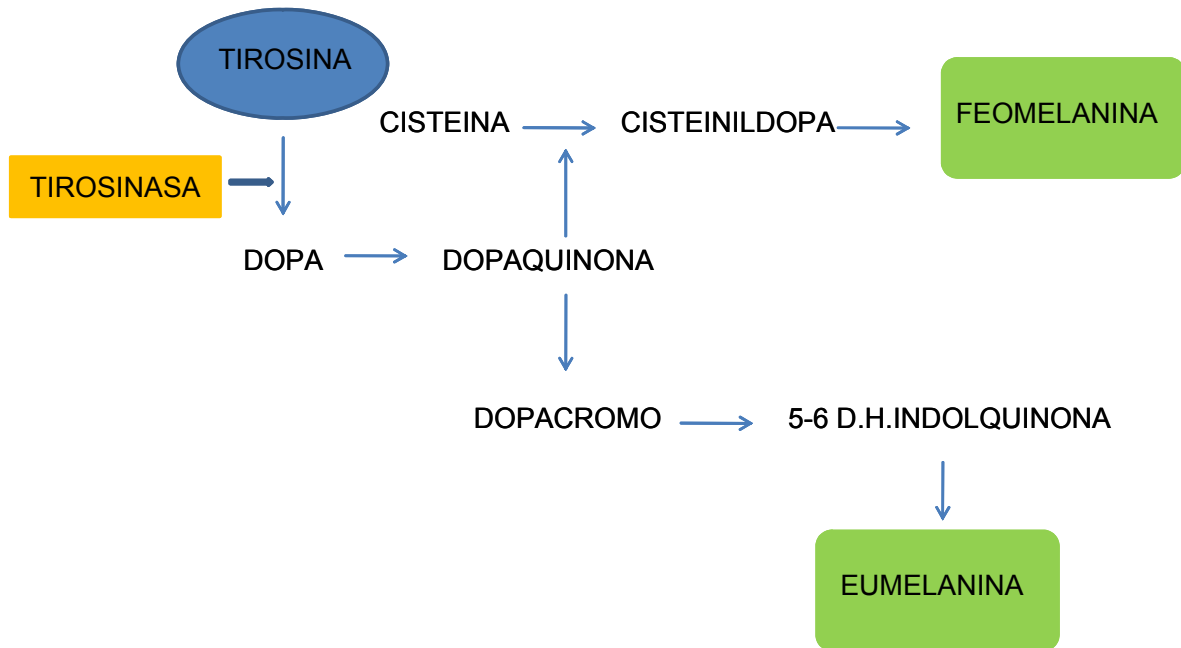 TIROSINA
CISTEINA
CISTEINILDOPA
FEOMELANINA
TIROSINASA
DOPA
DOPAQUINONA
DOPACROMO
5-6 D.H.INDOLQUINONA
EUMELANINA